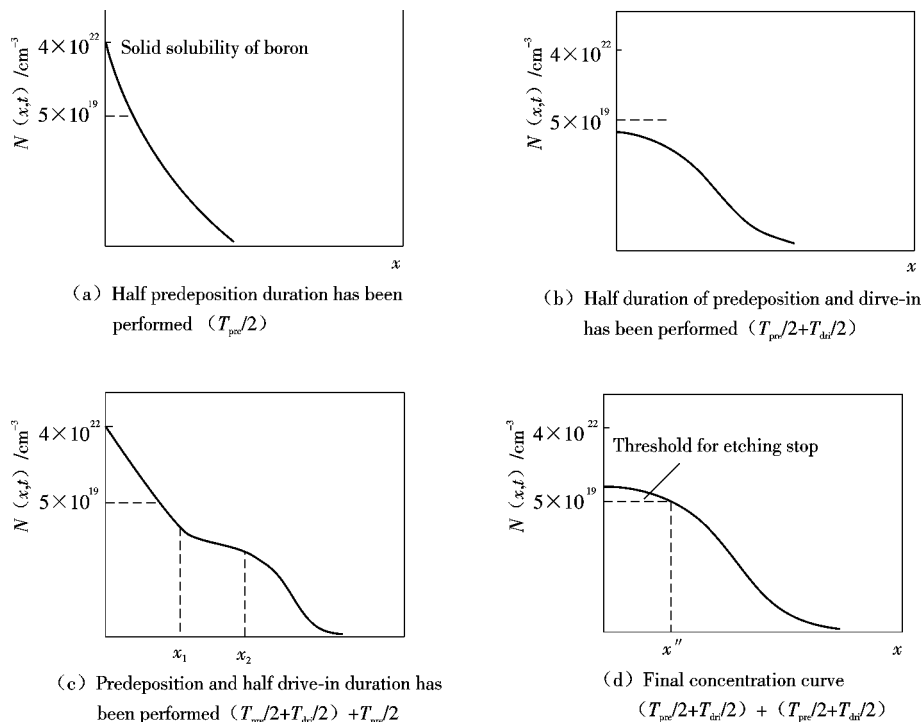 4×10²²
Solid solubility of boron
N（x,t）/cm⁻³
5×10¹⁹
x
（a）Half predeposition duration has been
performed （T_pre/2）
4×10²²
N（x,t）/cm⁻³
5×10¹⁹
x
（b）Half duration of predeposition and dirve-in
has been performed（T_pre/2+T_dri/2）
4×10²²
N（x,t）/cm⁻³
5×10¹⁹
x₁
x₂
（c）Predeposition and half drive-in duration has
been performed（T_pre/2+T_dri/2）+T_pre/2
4×10²²
N（x,t）/cm⁻³
Threshold for etching stop
5×10¹⁹
x″
x
（d）Final concentration curve
（T_pre/2+T_dri/2）+（T_pre/2+T_dri/2）